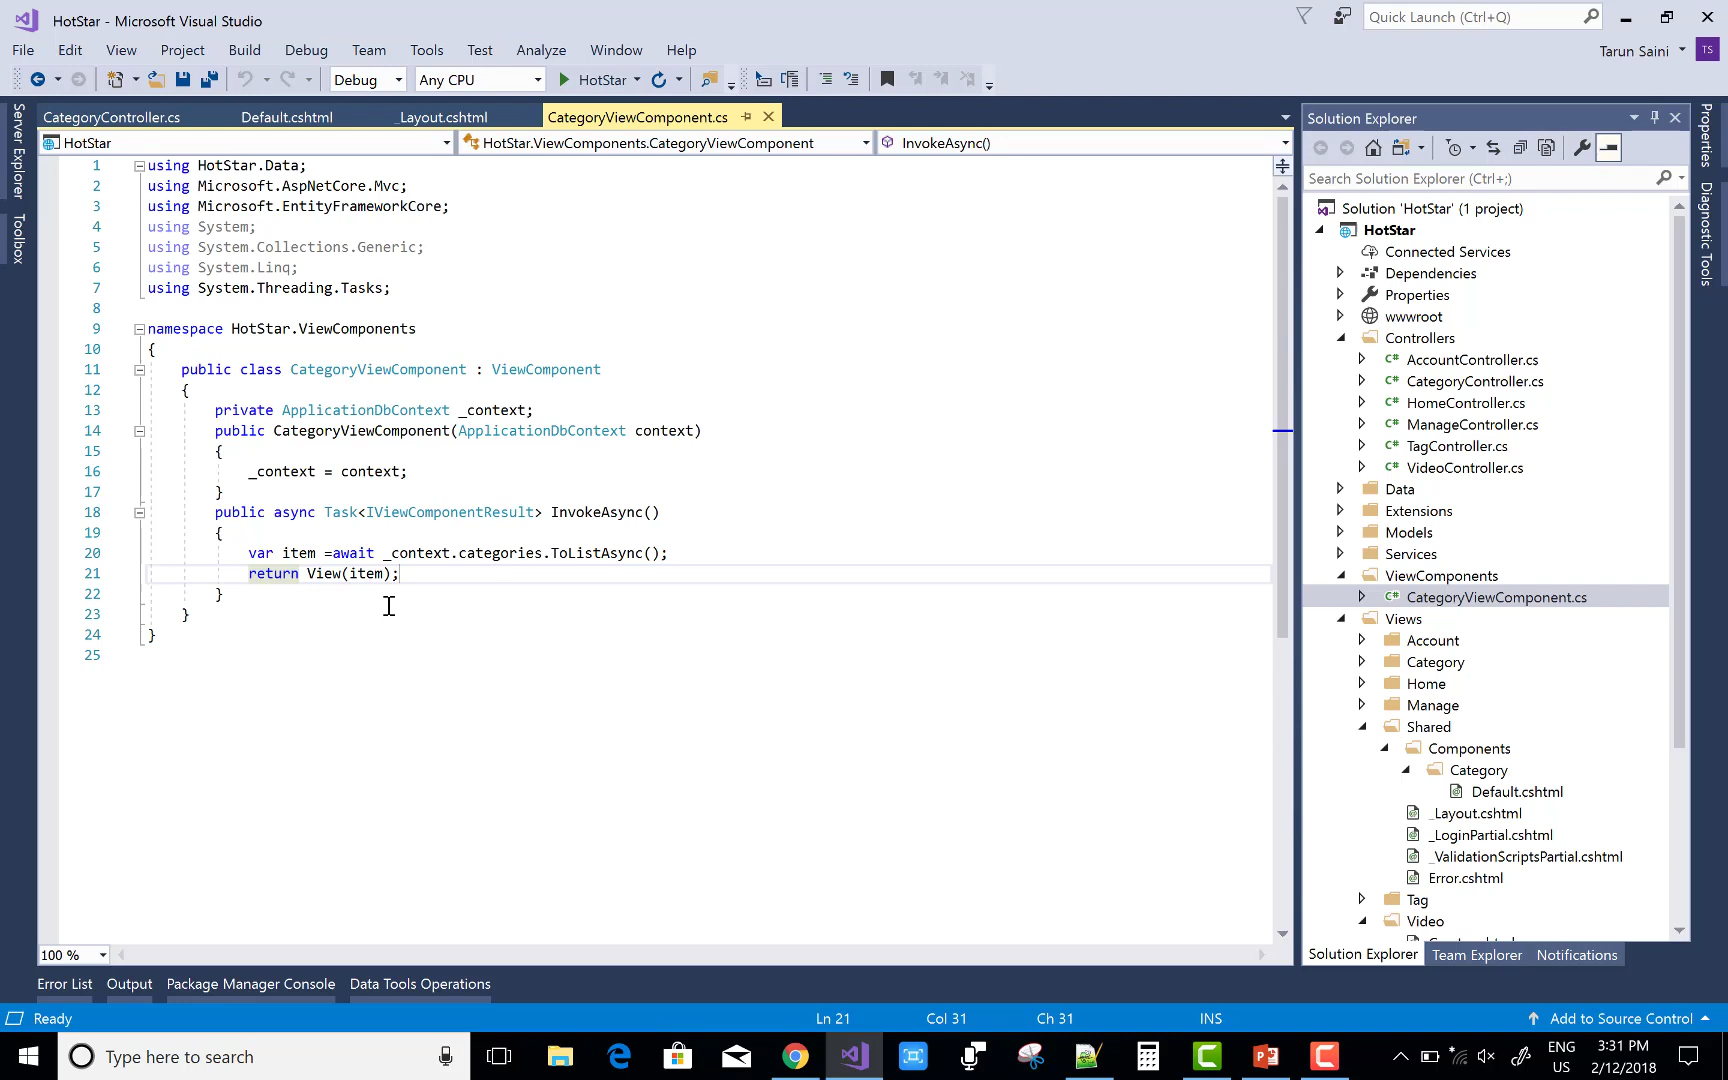 HotStar - Microsoft Visual Studio
Quick Launch (Ctrl+Q)
File Edit View Project Build Debug Team Tools Test Analyze Window Help
Tarun Saini TS
Debug Any CPU HotStar
Server Explorer
Toolbox
CategoryController.cs Default.cshtml _Layout.cshtml CategoryViewComponent.cs
HotStar HotStar.ViewComponents.CategoryViewComponent InvokeAsync()
1 using HotStar.Data;
2 using Microsoft.AspNetCore.Mvc;
3 using Microsoft.EntityFrameworkCore;
4 using System;
5 using System.Collections.Generic;
6 using System.Linq;
7 using System.Threading.Tasks;
8
9 namespace HotStar.ViewComponents
10 {
11 public class CategoryViewComponent : ViewComponent
12 {
13 private ApplicationDbContext _context;
14 public CategoryViewComponent(ApplicationDbContext context)
15 {
16 _context = context;
17 }
18 public async Task<IViewComponentResult> InvokeAsync()
19 {
20 var item =await _context.categories.ToListAsync();
21 return View(item);
22 }
23 }
24 }
25
100 %
Solution Explorer
Search Solution Explorer (Ctrl+;)
Solution 'HotStar' (1 project)
HotStar
Connected Services
Dependencies
Properties
wwwroot
Controllers
C# AccountController.cs
C# CategoryController.cs
C# HomeController.cs
C# ManageController.cs
C# TagController.cs
C# VideoController.cs
Data
Extensions
Models
Services
ViewComponents
C# CategoryViewComponent.cs
Views
Account
Category
Home
Manage
Shared
Components
Category
Default.cshtml
_Layout.cshtml
_LoginPartial.cshtml
_ValidationScriptsPartial.cshtml
Error.cshtml
Tag
Video
Solution Explorer Team Explorer Notifications
Properties
Diagnostic Tools
Error List Output Package Manager Console Data Tools Operations
Ready Ln 21 Col 31 Ch 31 INS Add to Source Control
Type here to search
ENG
US
3:31 PM
2/12/2018